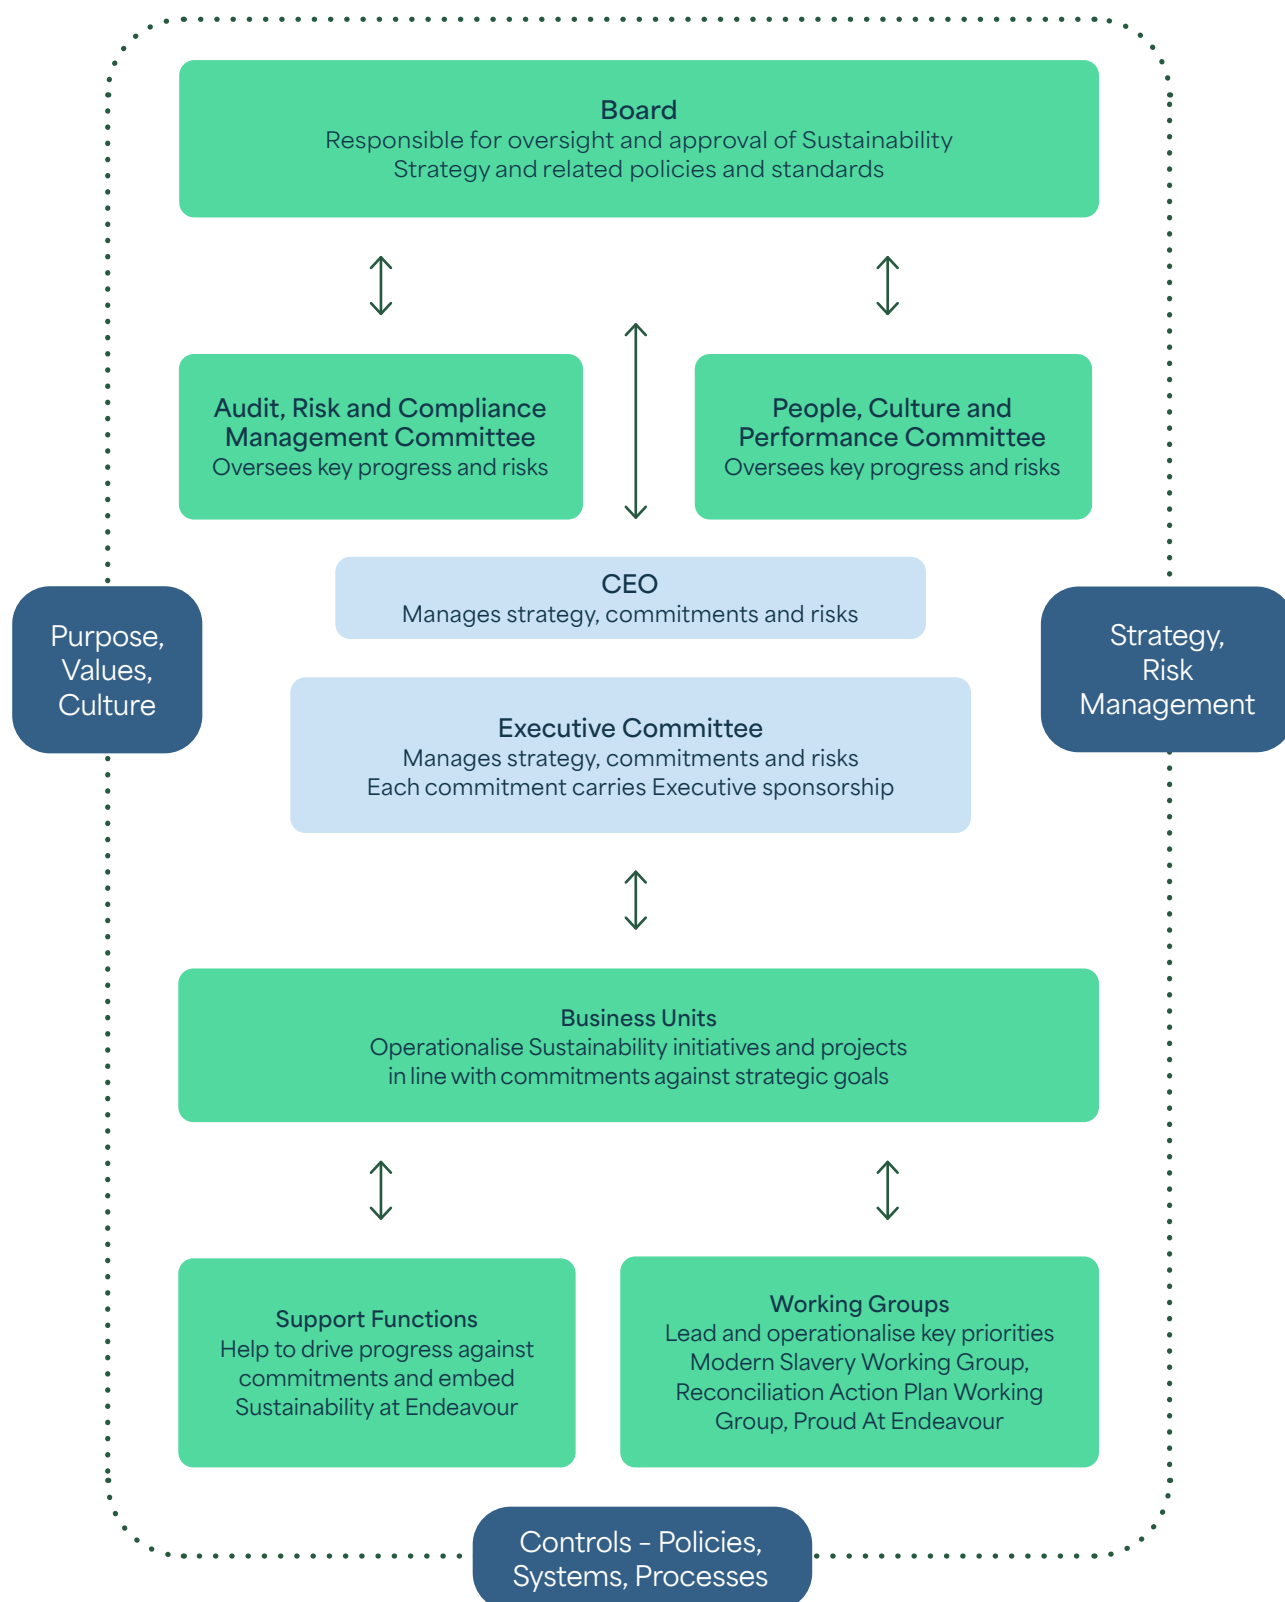 Board
Responsible for oversight and approval of Sustainability
Strategy and related policies and standards
Audit, Risk and Compliance
Management Committee
Oversees key progress and risks
People, Culture and
Performance Committee
Oversees key progress and risks
CEO
Manages strategy, commitments and risks
Purpose,
Values,
Culture
Strategy,
Risk
Management
Executive Committee
Manages strategy, commitments and risks
Each commitment carries Executive sponsorship
Business Units
Operationalise Sustainability initiatives and projects
in line with commitments against strategic goals
Support Functions
Help to drive progress against
commitments and embed
Sustainability at Endeavour
Working Groups
Lead and operationalise key priorities
Modern Slavery Working Group,
Reconciliation Action Plan Working
Group, Proud At Endeavour
Controls – Policies,
Systems, Processes